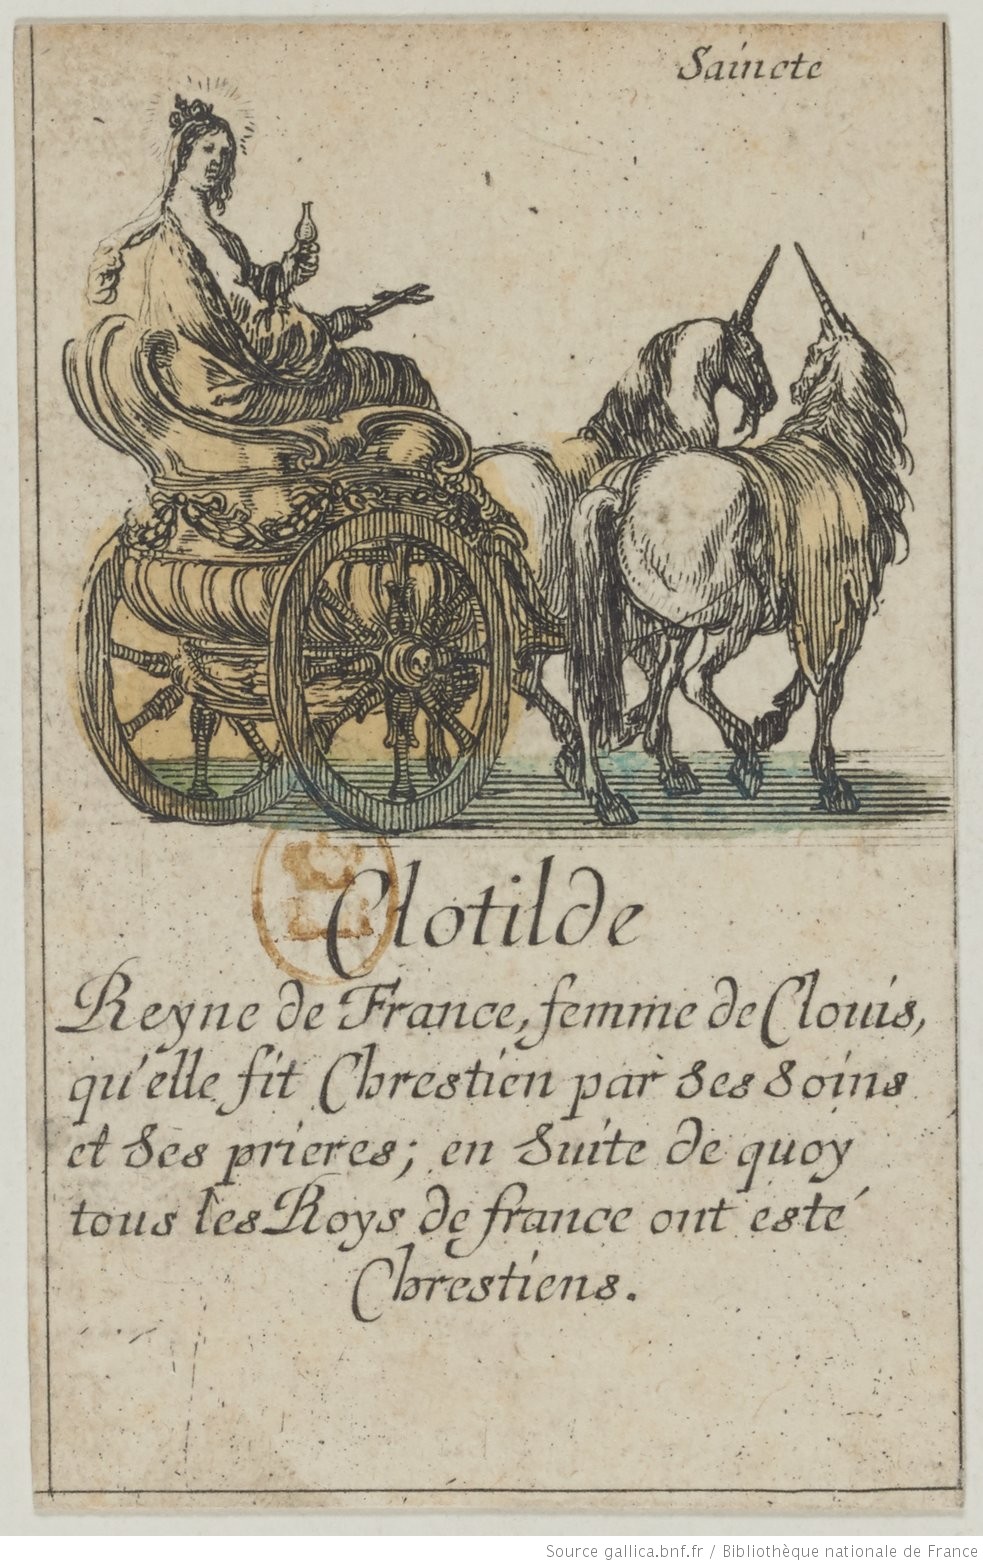 Saincte
Clotilde
Reyne de France, femme de Clouis,
qu'elle fit Chrestien par ses soins
et ses prieres; en suite de quoy
tous les Roys de france ont esté
Chrestiens.
Source gallica.bnf.fr / Bibliothèque nationale de France